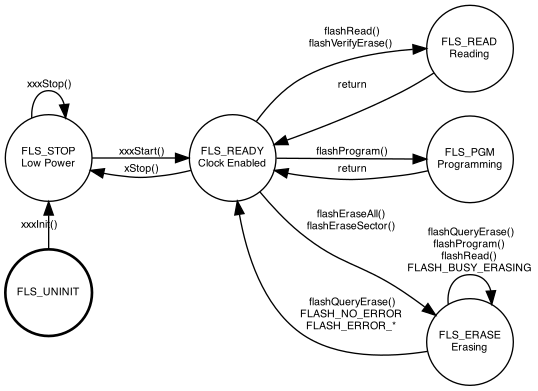 flashRead()
flashVerifyErase()
FLS_READ
Reading
return
xxxStop()
FLS_STOP
Low Power
xxxStart()
xStop()
FLS_READY
Clock Enabled
flashProgram()
return
FLS_PGM
Programming
xxxInit()
FLS_UNINIT
flashEraseAll()
flashEraseSector()
flashQueryErase()
flashProgram()
flashRead()
FLASH_BUSY_ERASING
flashQueryErase()
FLASH_NO_ERROR
FLASH_ERROR_*
FLS_ERASE
Erasing